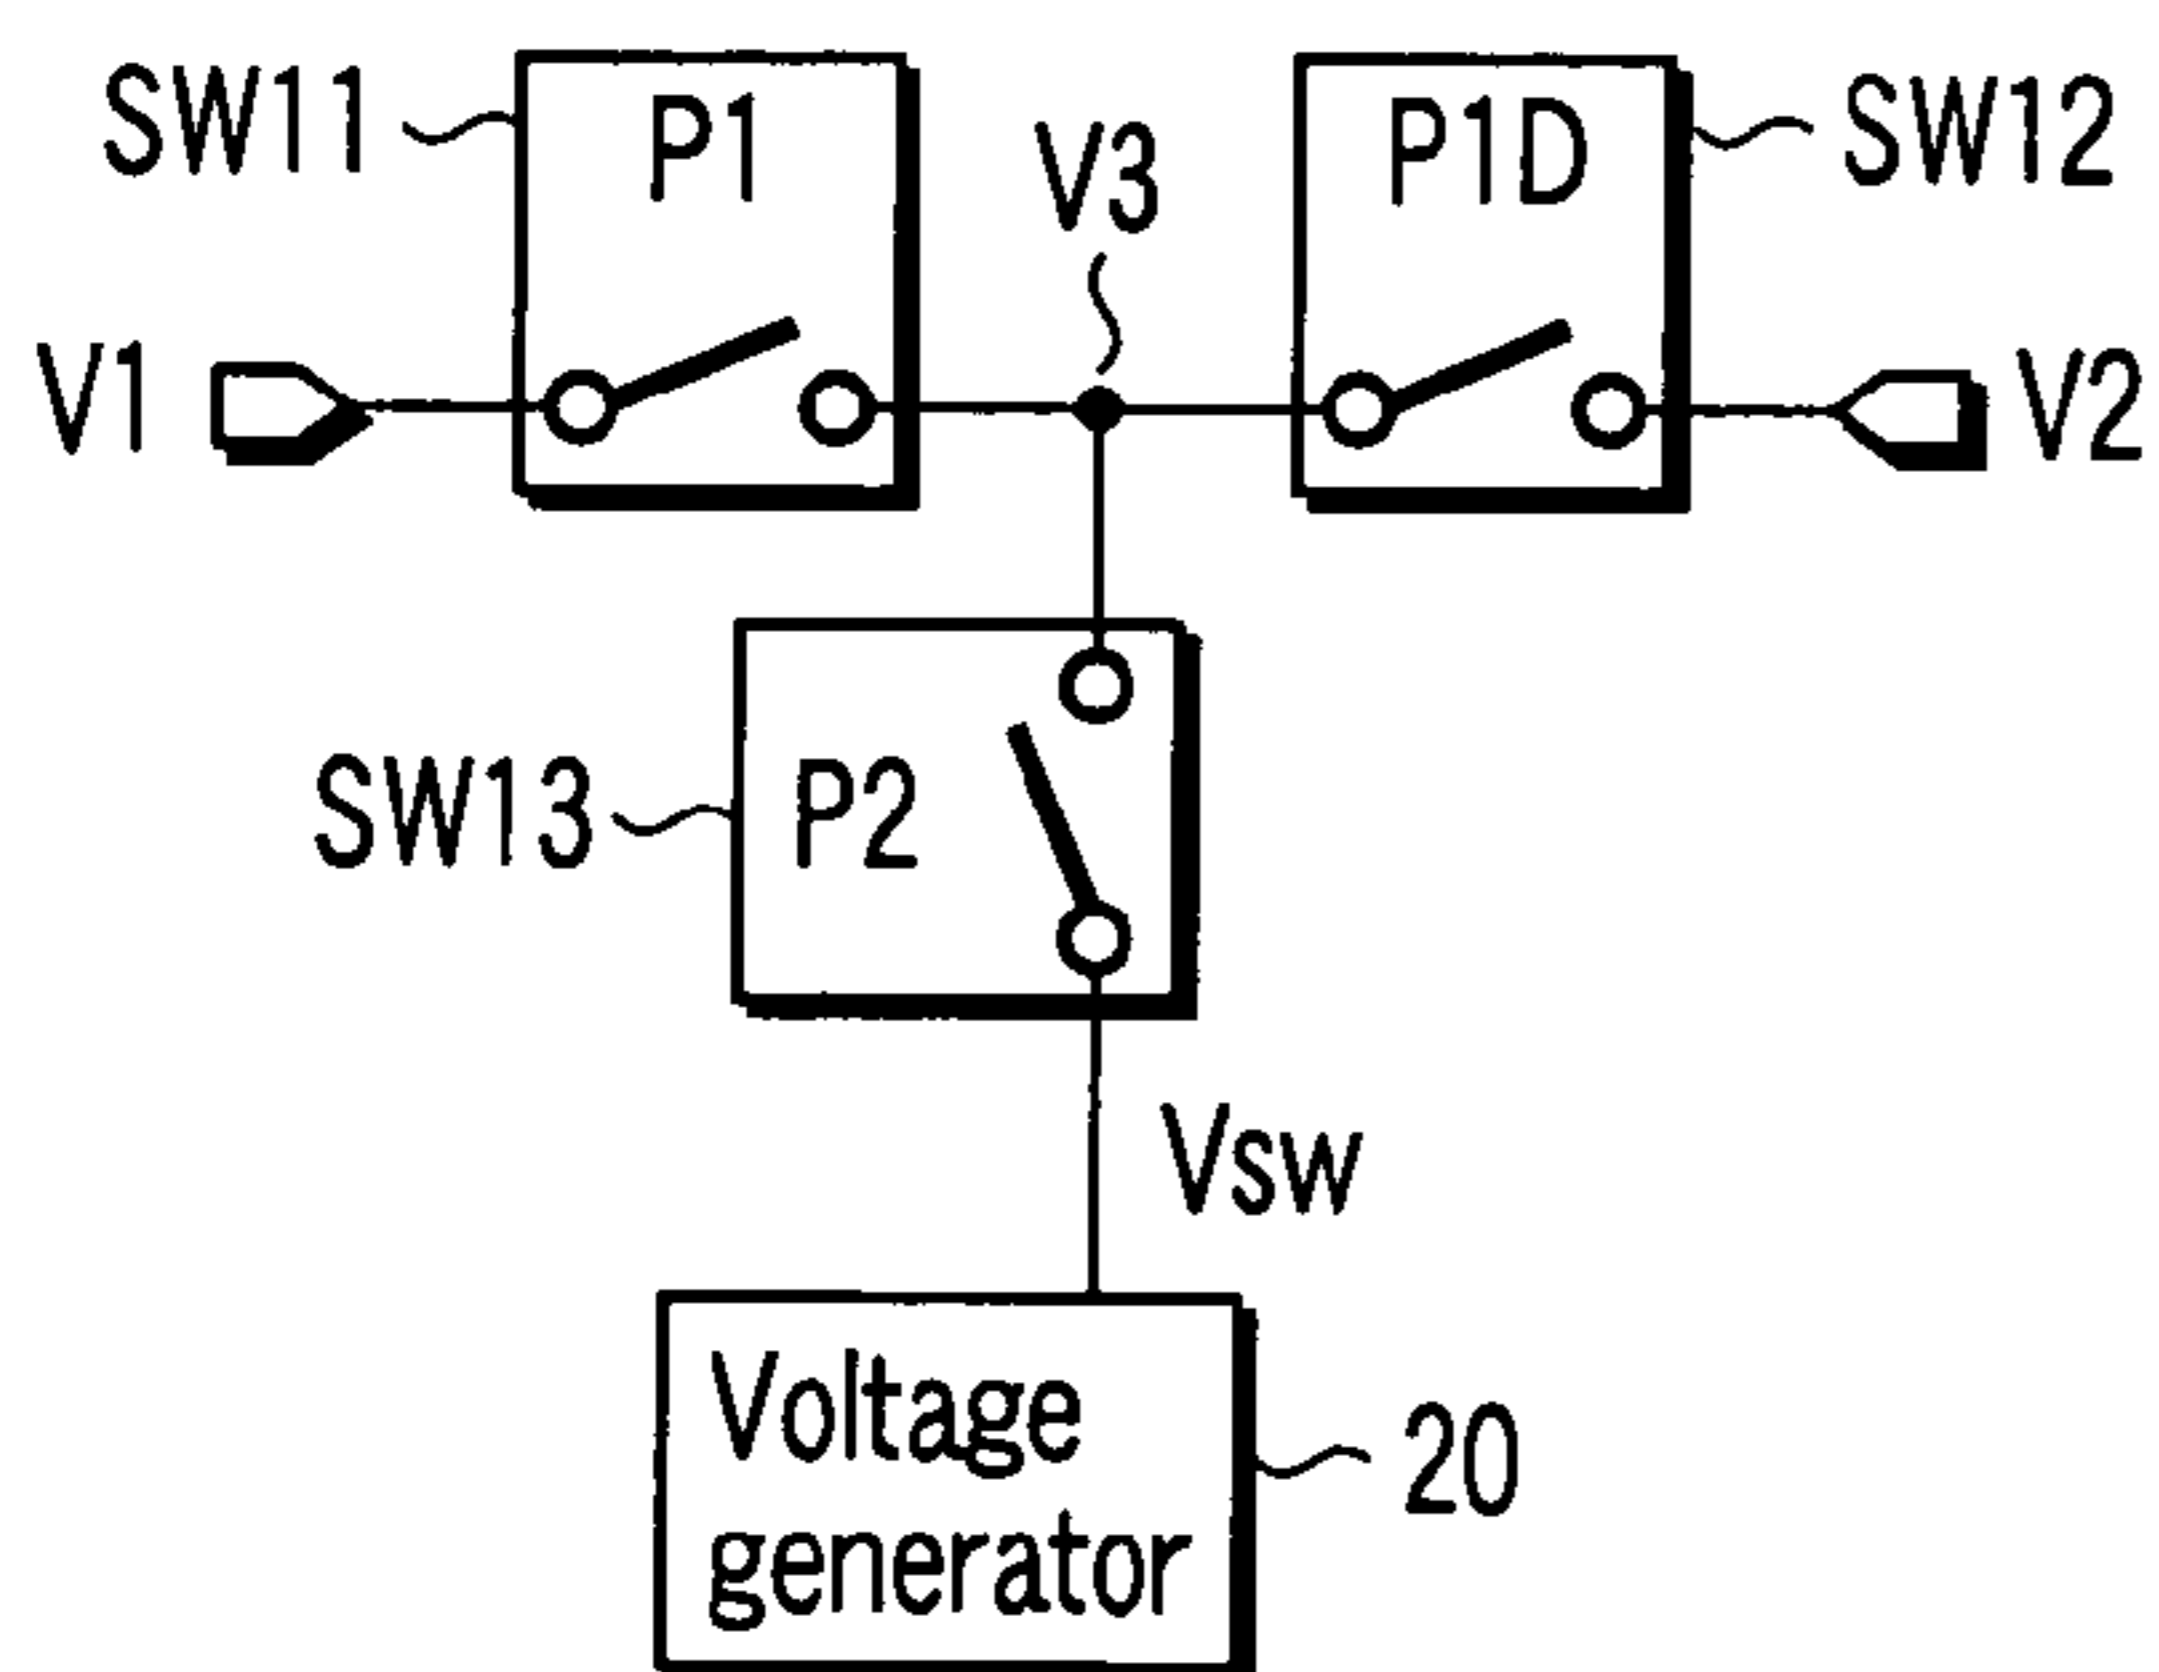 SW11
P1
V3
P1D
SW12
V1
V2
SW13
P2
Vsw
Voltage
generator
20